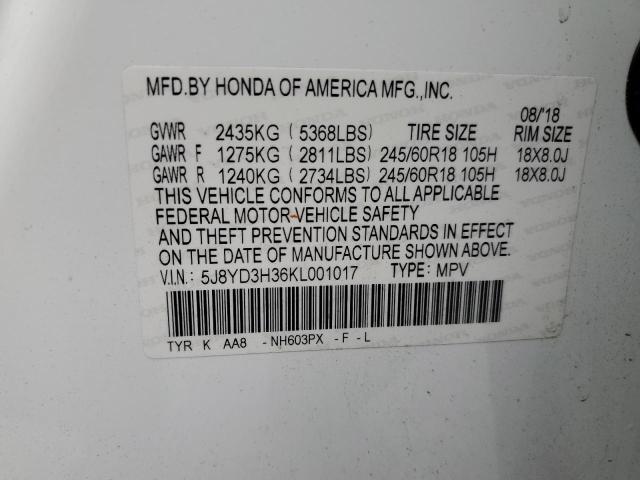 MFD.BY HONDA OF AMERICA MFG.,INC.
08/'18
GVWR 2435KG (5368LBS) TIRE SIZE RIM SIZE
GAWR F 1275KG (2811LBS) 245/60R18 105H 18X8.0J
GAWR R 1240KG (2734LBS) 245/60R18 105H 18X8.0J
THIS VEHICLE CONFORMS TO ALL APPLICABLE
FEDERAL MOTOR VEHICLE SAFETY
AND THEFT PREVENTION STANDARDS IN EFFECT
ON THE DATE OF MANUFACTURE SHOWN ABOVE.
V.I.N.: 5J8YD3H36KL001017 TYPE: MPV
TYR K AA8 -NH603PX -F -L